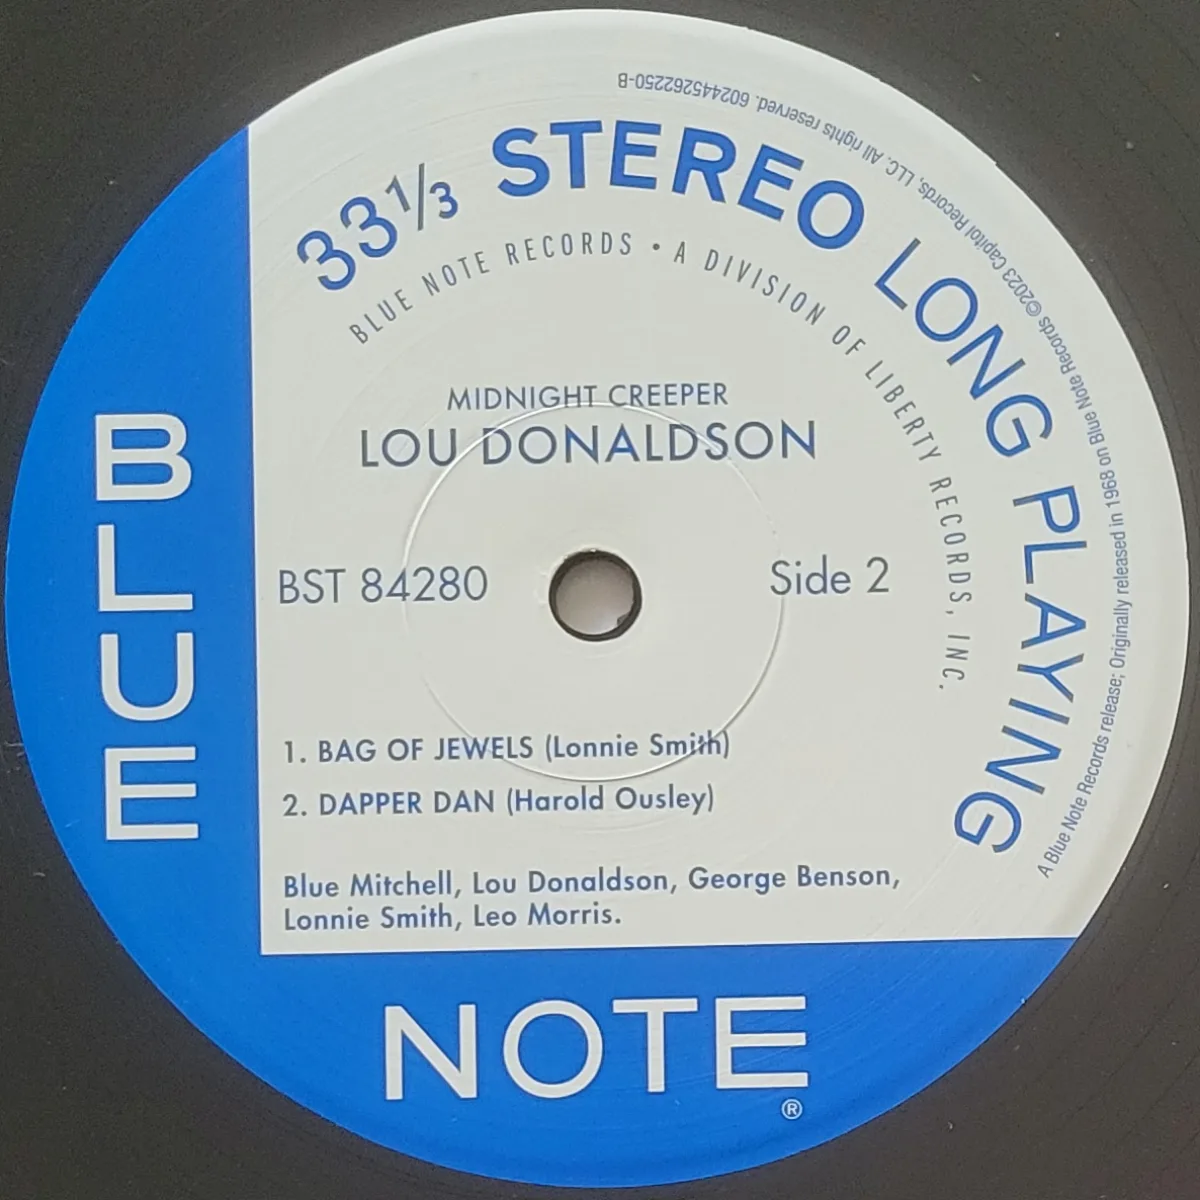 33 1/3 STEREO LONG PLAYING
BLUE NOTE RECORDS • A DIVISION OF LIBERTY RECORDS, INC.
A Blue Note Records release; Originally released in 1968 on Blue Note Records ©2023 Capitol Records, LLC. All rights reserved. 602445262250-B
MIDNIGHT CREEPER
LOU DONALDSON
BST 84280
Side 2
1. BAG OF JEWELS (Lonnie Smith)
2. DAPPER DAN (Harold Ousley)
Blue Mitchell, Lou Donaldson, George Benson,
Lonnie Smith, Leo Morris.
BLUE
NOTE®